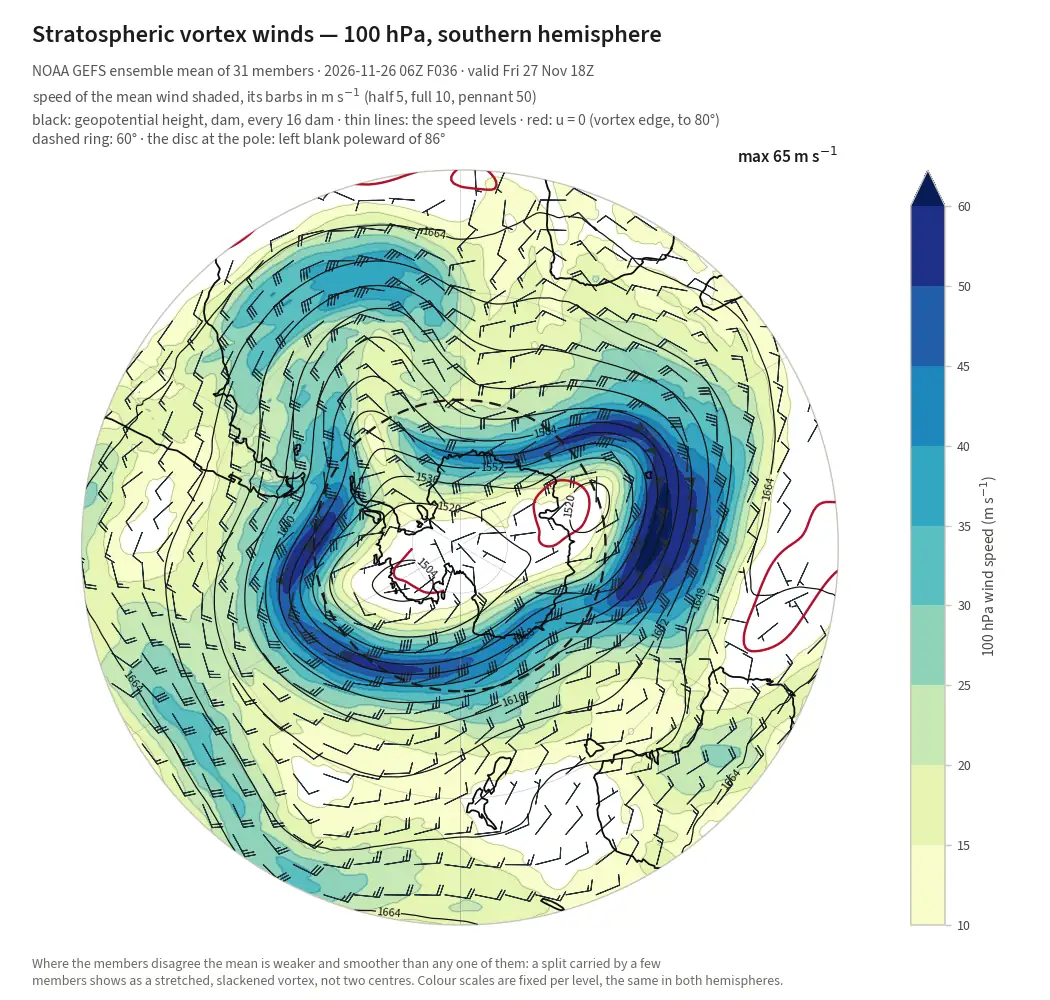 Stratospheric vortex winds — 100 hPa, southern hemisphere
NOAA GEFS ensemble mean of 31 members · 2026-11-26 06Z F036 · valid Fri 27 Nov 18Z
speed of the mean wind shaded, its barbs in m s⁻¹ (half 5, full 10, pennant 50)
black: geopotential height, dam, every 16 dam · thin lines: the speed levels · red: u = 0 (vortex edge, to 80°)
dashed ring: 60° · the disc at the pole: left blank poleward of 86°
max 65 m s⁻¹
60
50
45
40
35
30
25
20
15
10
100 hPa wind speed (m s⁻¹)
1664
1552
1520
1520
1504
1664
1648
1616
1664
1664
Where the members disagree the mean is weaker and smoother than any one of them: a split carried by a few
members shows as a stretched, slackened vortex, not two centres. Colour scales are fixed per level, the same in both hemispheres.